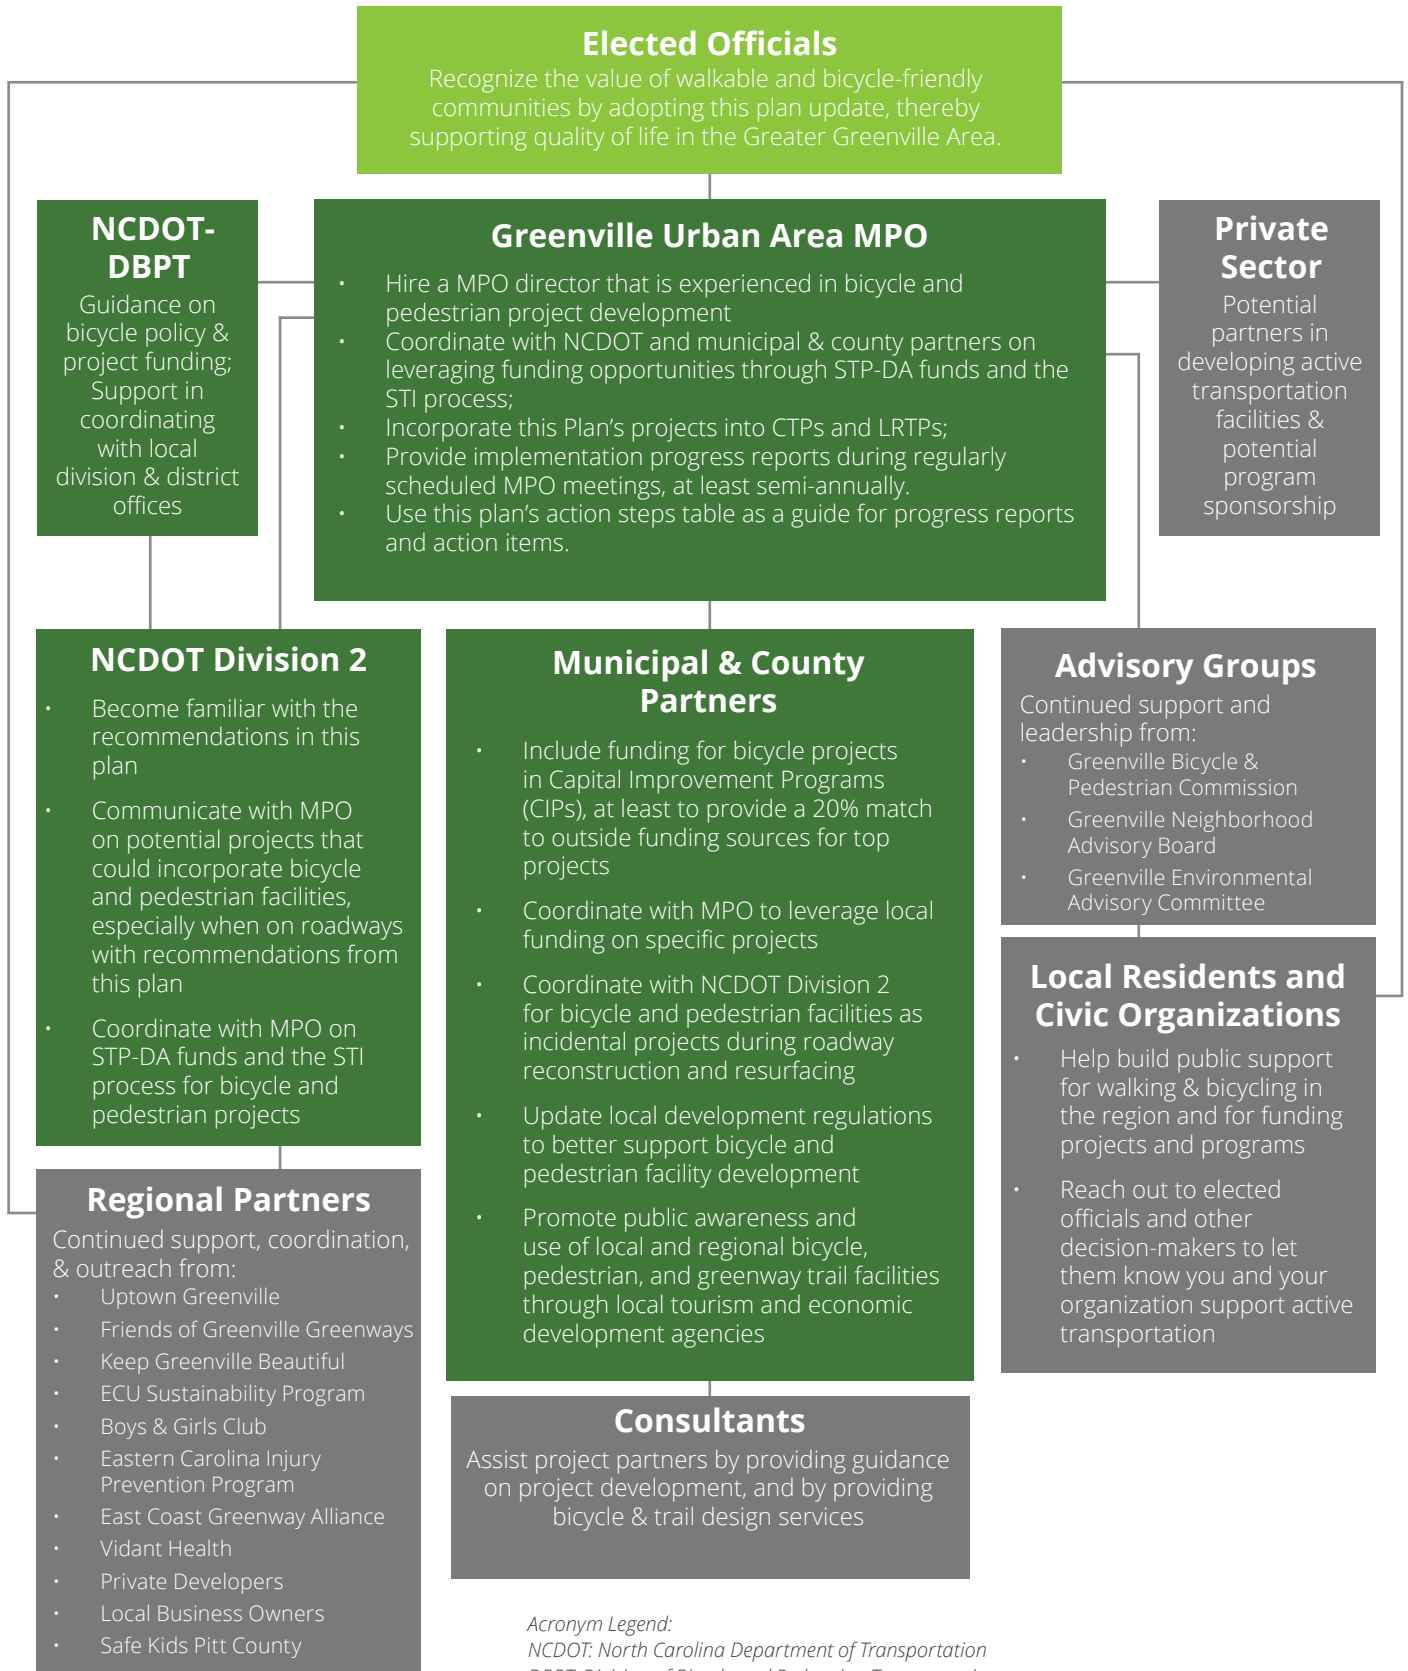 Elected Officials
Recognize the value of walkable and bicycle-friendly
communities by adopting this plan update, thereby
supporting quality of life in the Greater Greenville Area.
NCDOT-
DBPT
Guidance on
bicycle policy &
project funding;
Support in
coordinating
with local
division & district
offices
Greenville Urban Area MPO
• Hire a MPO director that is experienced in bicycle and
pedestrian project development
• Coordinate with NCDOT and municipal & county partners on
leveraging funding opportunities through STP-DA funds and the
STI process;
• Incorporate this Plan’s projects into CTPs and LRTPs;
• Provide implementation progress reports during regularly
scheduled MPO meetings, at least semi-annually.
• Use this plan’s action steps table as a guide for progress reports
and action items.
Private
Sector
Potential
partners in
developing active
transportation
facilities &
potential
program
sponsorship
NCDOT Division 2
• Become familiar with the
recommendations in this
plan
• Communicate with MPO
on potential projects that
could incorporate bicycle
and pedestrian facilities,
especially when on roadways
with recommendations from
this plan
• Coordinate with MPO on
STP-DA funds and the STI
process for bicycle and
pedestrian projects
Municipal & County
Partners
• Include funding for bicycle projects
in Capital Improvement Programs
(CIPs), at least to provide a 20% match
to outside funding sources for top
projects
• Coordinate with MPO to leverage local
funding on specific projects
• Coordinate with NCDOT Division 2
for bicycle and pedestrian facilities as
incidental projects during roadway
reconstruction and resurfacing
• Update local development regulations
to better support bicycle and
pedestrian facility development
• Promote public awareness and
use of local and regional bicycle,
pedestrian, and greenway trail facilities
through local tourism and economic
development agencies
Advisory Groups
Continued support and
leadership from:
• Greenville Bicycle &
Pedestrian Commission
• Greenville Neighborhood
Advisory Board
• Greenville Environmental
Advisory Committee
Local Residents and
Civic Organizations
• Help build public support
for walking & bicycling in
the region and for funding
projects and programs
• Reach out to elected
officials and other
decision-makers to let
them know you and your
organization support active
transportation
Regional Partners
Continued support, coordination,
& outreach from:
• Uptown Greenville
• Friends of Greenville Greenways
• Keep Greenville Beautiful
• ECU Sustainability Program
• Boys & Girls Club
• Eastern Carolina Injury
Prevention Program
• East Coast Greenway Alliance
• Vidant Health
• Private Developers
• Local Business Owners
• Safe Kids Pitt County
Consultants
Assist project partners by providing guidance
on project development, and by providing
bicycle & trail design services
Acronym Legend:
NCDOT: North Carolina Department of Transportation